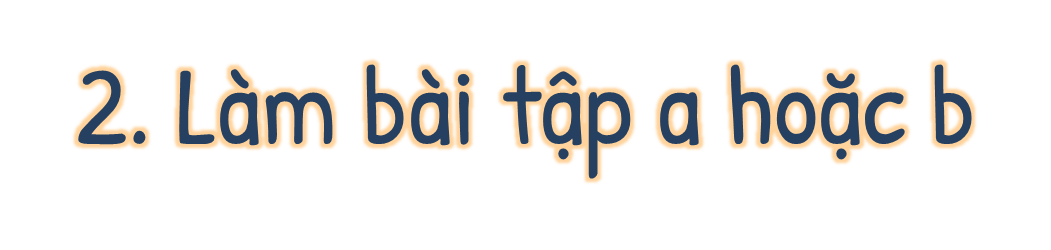 2. Làm bài tập a hoặc b